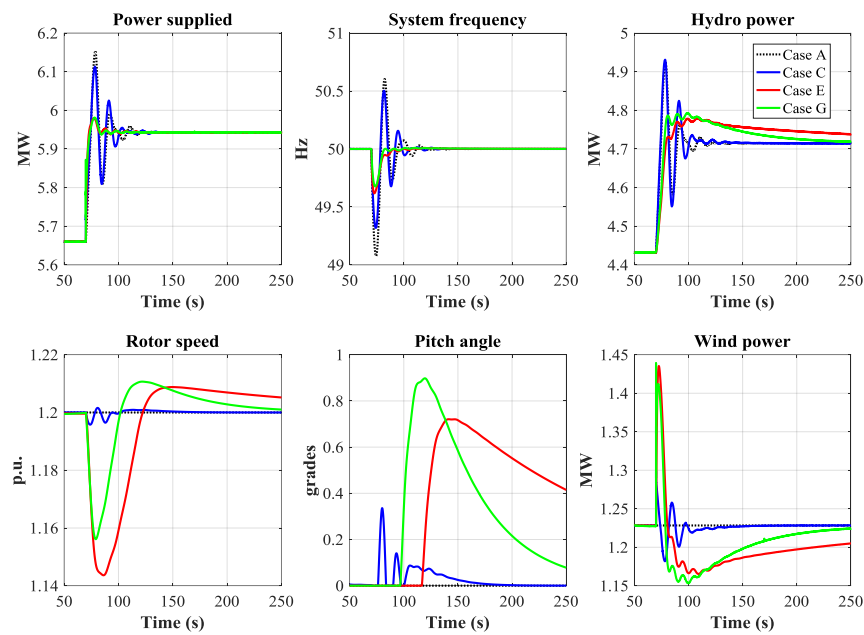 Power supplied
System frequency
Hydro power
6.2
6.1
6
5.9
5.8
5.7
5.6
MW
50 100 150 200 250
Time (s)
51
50.5
50
49.5
49
Hz
50 100 150 200 250
Time (s)
5
4.9
4.8
4.7
4.6
4.5
4.4
MW
Case A
Case C
Case E
Case G
50 100 150 200 250
Time (s)
Rotor speed
Pitch angle
Wind power
1.22
1.2
1.18
1.16
1.14
p.u.
50 100 150 200 250
Time (s)
1
0.8
0.6
0.4
0.2
0
grades
50 100 150 200 250
Time (s)
1.45
1.4
1.35
1.3
1.25
1.2
1.15
MW
50 100 150 200 250
Time (s)